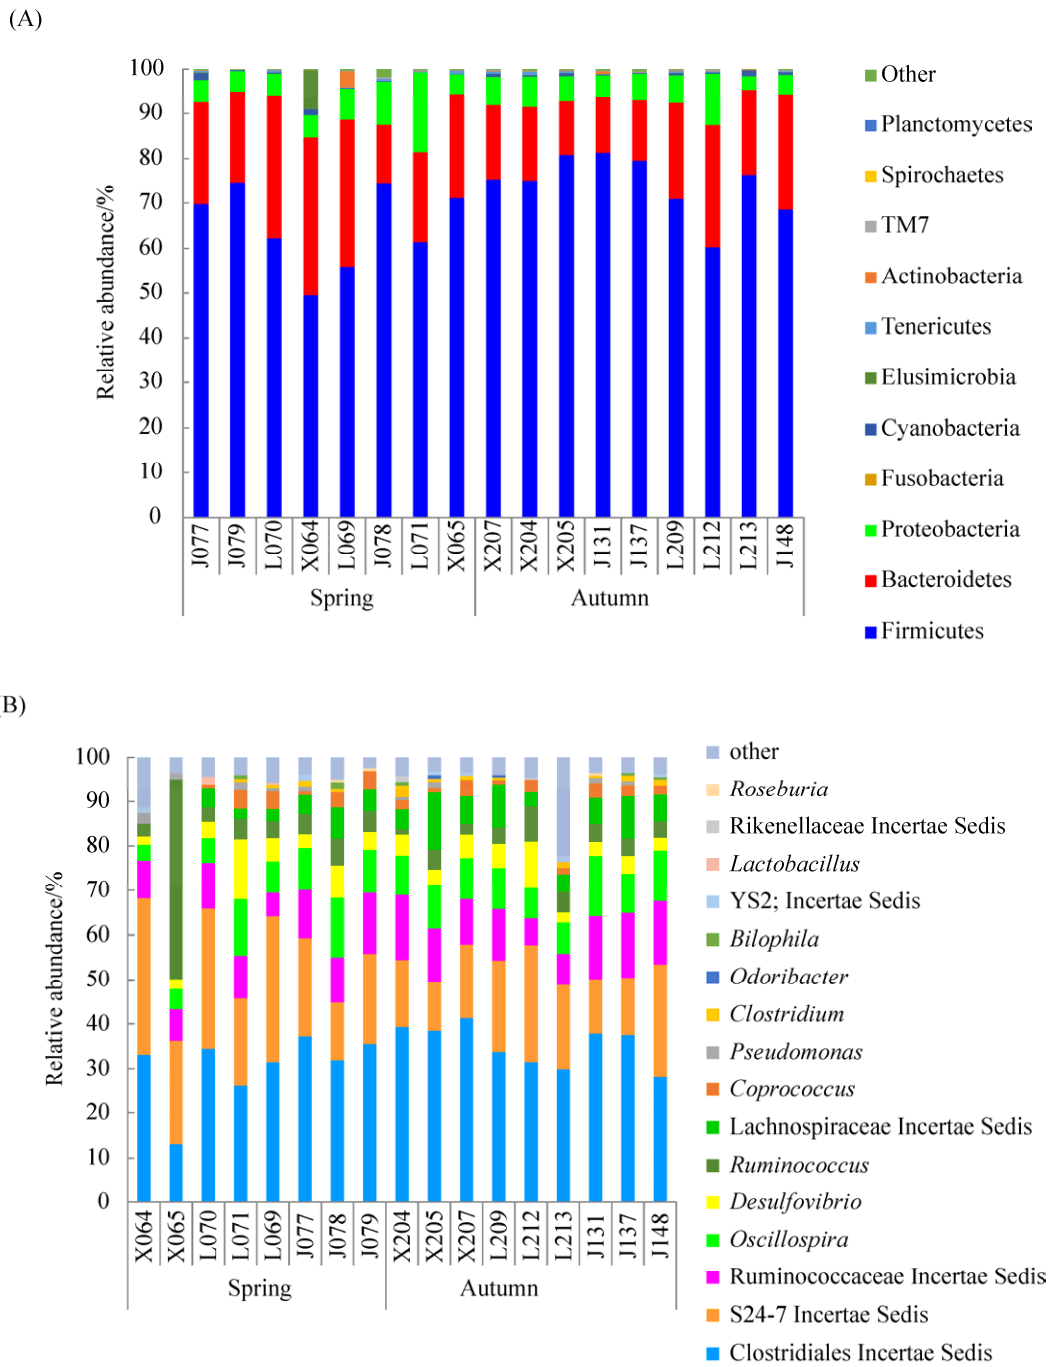 (A)
100
90
80
70
60
50
40
30
20
10
0
Relative abundance/%
J077
J079
L070
X064
L069
J078
L071
X065
X207
X204
X205
J131
J137
L209
L212
L213
J148
Spring
Autumn
Other
Planctomycetes
Spirochaetes
TM7
Actinobacteria
Tenericutes
Elusimicrobia
Cyanobacteria
Fusobacteria
Proteobacteria
Bacteroidetes
Firmicutes
B)
100
90
80
70
60
50
40
30
20
10
0
Relative abundance/%
X064
X065
L070
L071
L069
J077
J078
J079
X204
X205
X207
L209
L212
L213
J131
J137
J148
Spring
Autumn
other
Roseburia
Rikenellaceae Incertae Sedis
Lactobacillus
YS2; Incertae Sedis
Bilophila
Odoribacter
Clostridium
Pseudomonas
Coprococcus
Lachnospiraceae Incertae Sedis
Ruminococcus
Desulfovibrio
Oscillospira
Ruminococcaceae Incertae Sedis
S24-7 Incertae Sedis
Clostridiales Incertae Sedis